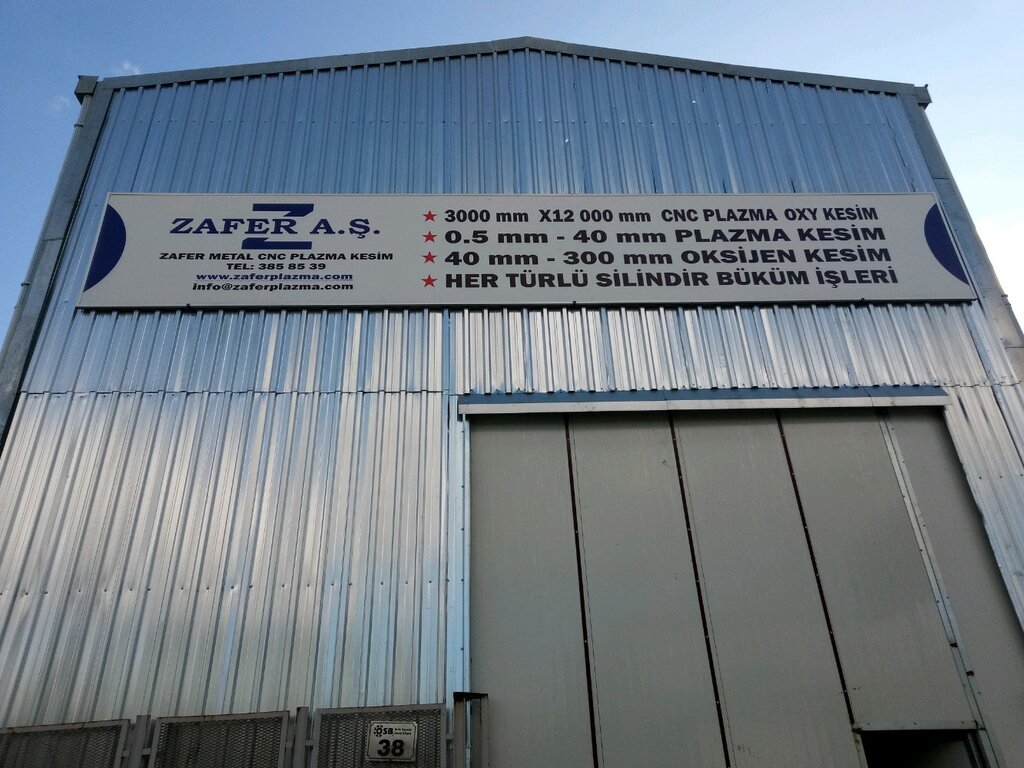 ZAFER A.Ş.
ZAFER METAL CNC PLAZMA KESİM
TEL: 385 85 39
www.zaferplazma.com
info@zaferplazma.com
3000 mm X12 000 mm CNC PLAZMA OXY KESİM
0.5 mm - 40 mm PLAZMA KESİM
40 mm - 300 mm OKSİJEN KESİM
HER TÜRLÜ SİLİNDİR BÜKÜM İŞLERİ
OSB
38